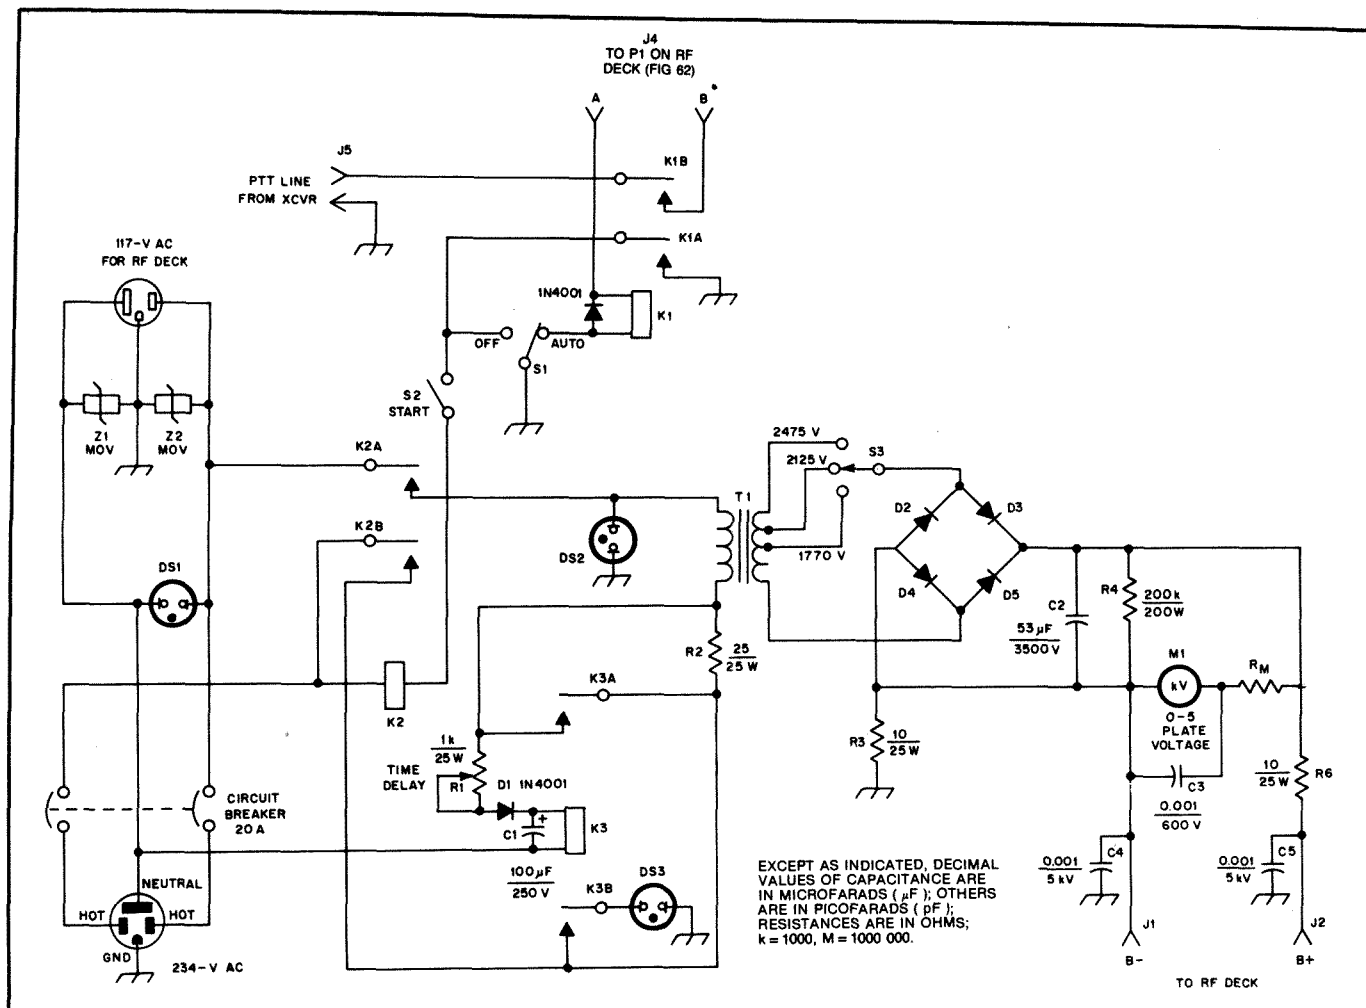 J4
TO P1 ON RF
DECK (FIG 62)
A
B
J5
K1B
PTT LINE
FROM XCVR
K1A
117-V AC
FOR RF DECK
1N4001
K1
OFF
AUTO
S1
S2
START
Z1
MOV
Z2
MOV
K2A
2475 V
2125 V
S3
T1
D2
D3
K2B
DS2
1770 V
DS1
D4
D5
C2
R4
200k
200W
53 µF
3500 V
R2
25
25 W
M1
RM
kV
K3A
K2
0-5
PLATE
VOLTAGE
R3
10
25W
1k
25W
TIME
DELAY
R1
D1 1N4001
10
25W
R6
CIRCUIT
BREAKER
20 A
C1
+
K3
C3
0.001
600 V
100 µF
250 V
K3B
DS3
NEUTRAL
HOT
HOT
GND
234-V AC
EXCEPT AS INDICATED, DECIMAL
VALUES OF CAPACITANCE ARE
IN MICROFARADS ( µF ); OTHERS
ARE IN PICOFARADS ( pF );
RESISTANCES ARE IN OHMS;
k = 1000, M = 1000 000.
0.001
5 kV
C4
0.001
5kV
C5
J1
B-
J2
B+
TO RF DECK